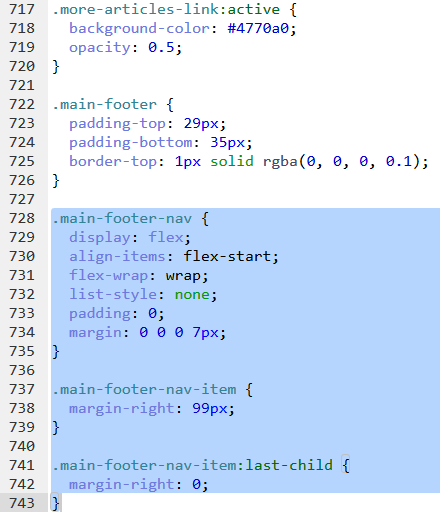 717 .more-articles-link:active {
718   background-color: #4770a0;
719   opacity: 0.5;
720 }
721
722 .main-footer {
723   padding-top: 29px;
724   padding-bottom: 35px;
725   border-top: 1px solid rgba(0, 0, 0, 0.1);
726 }
727
728 .main-footer-nav {
729   display: flex;
730   align-items: flex-start;
731   flex-wrap: wrap;
732   list-style: none;
733   padding: 0;
734   margin: 0 0 0 7px;
735 }
736
737 .main-footer-nav-item {
738   margin-right: 99px;
739 }
740
741 .main-footer-nav-item:last-child {
742   margin-right: 0;
743 }